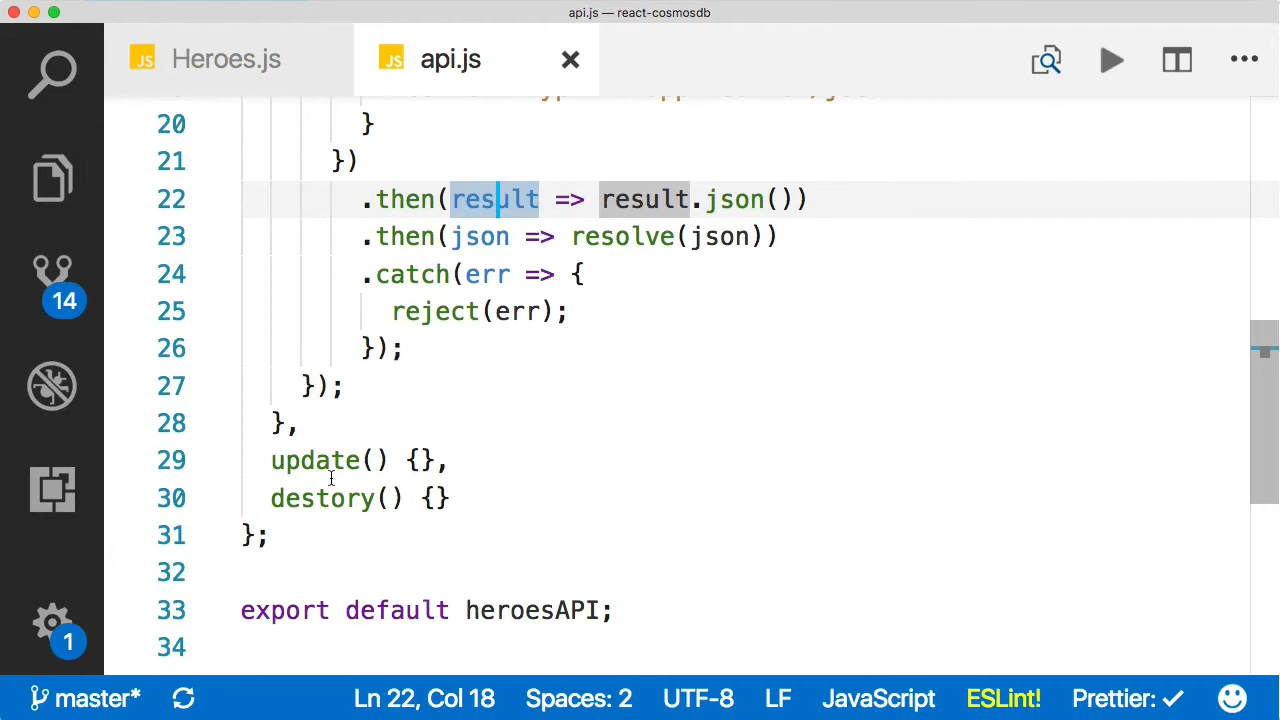 api.js — react-cosmosdb
JS Heroes.js JS api.js
20 }
21 })
22 .then(result => result.json())
23 .then(json => resolve(json))
24 .catch(err => {
25 reject(err);
26 });
27 });
28 },
29 update() {},
30 destory() {}
31 };
32
33 export default heroesAPI;
34
14
1
master* Ln 22, Col 18 Spaces: 2 UTF-8 LF JavaScript ESLint! Prettier: ✓